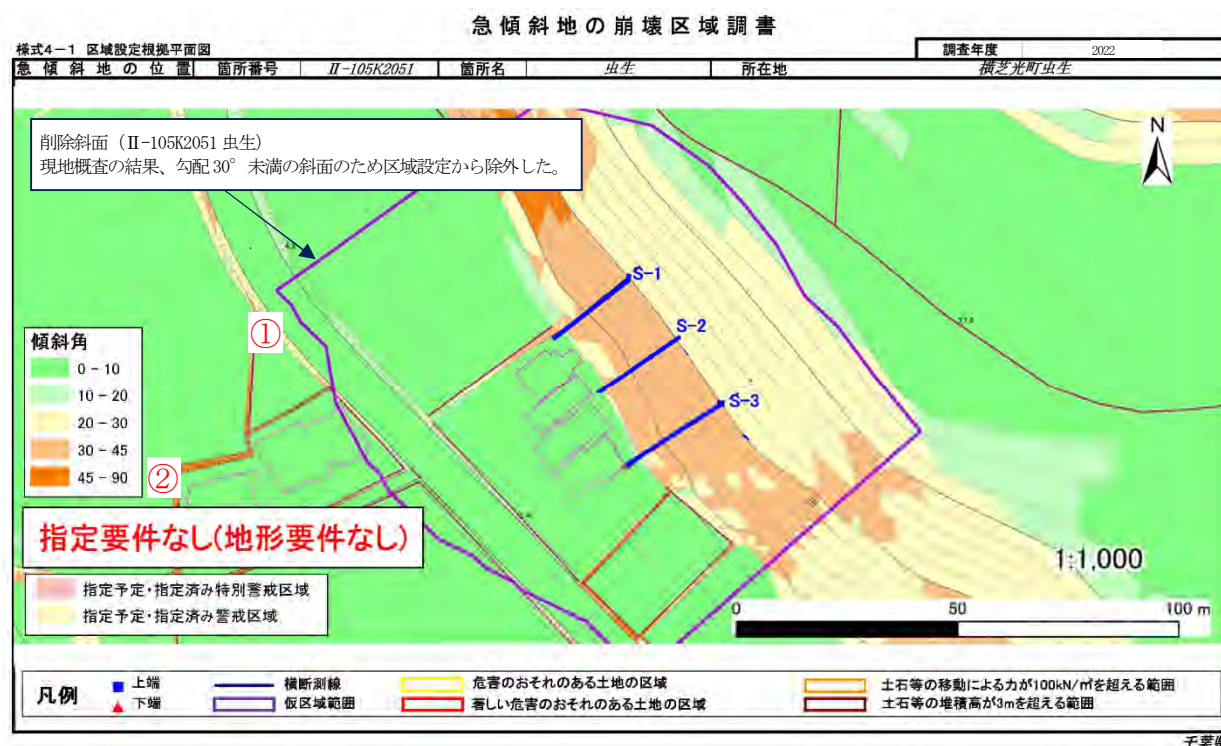 急傾斜地の崩壊区域調書
様式4－1 区域設定根拠平面図
調査年度 2022
急傾斜地の位置 箇所番号 Ⅱ-105K2051 箇所名 虫生 所在地 横芝光町虫生
削除斜面（Ⅱ-105K2051 虫生）
現地概査の結果、勾配30°未満の斜面のため区域設定から除外した。
N
S-1
S-2
S-3
①
傾斜角
0 - 10
10 - 20
20 - 30
30 - 45
45 - 90
②
指定要件なし(地形要件なし)
指定予定・指定済み特別警戒区域
指定予定・指定済み警戒区域
1:1,000
0 50 100 m
凡例
上端 横断測線 危害のおそれのある土地の区域 土石等の移動による力が100kN/㎡を超える範囲
下端 仮区域範囲 著しい危害のおそれのある土地の区域 土石等の堆積高が3mを超える範囲